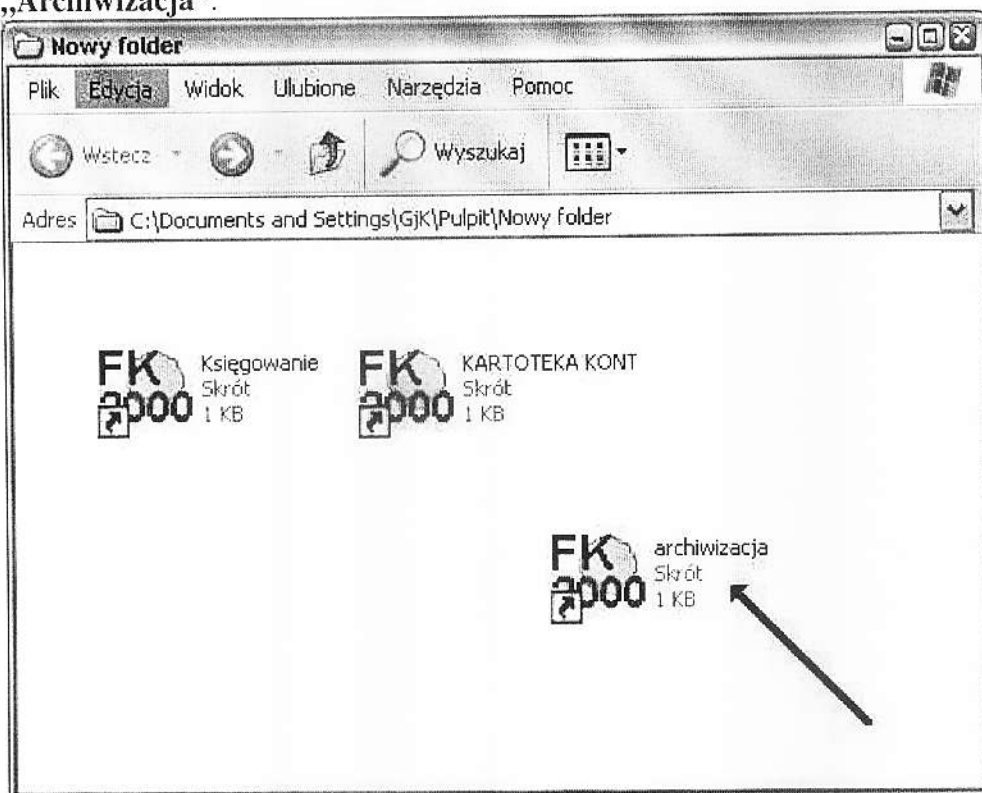 „Archiwizacja".
Nowy folder
Plik Edycja Widok Ulubione Narzędzia Pomoc
Wstecz Wyszukaj
Adres C:\Documents and Settings\GjK\Pulpit\Nowy folder
FK 2000 Księgowanie
Skrót
1 KB
FK 2000 KARTOTEKA KONT
Skrót
1 KB
FK 2000 archiwizacja
Skrót
1 KB